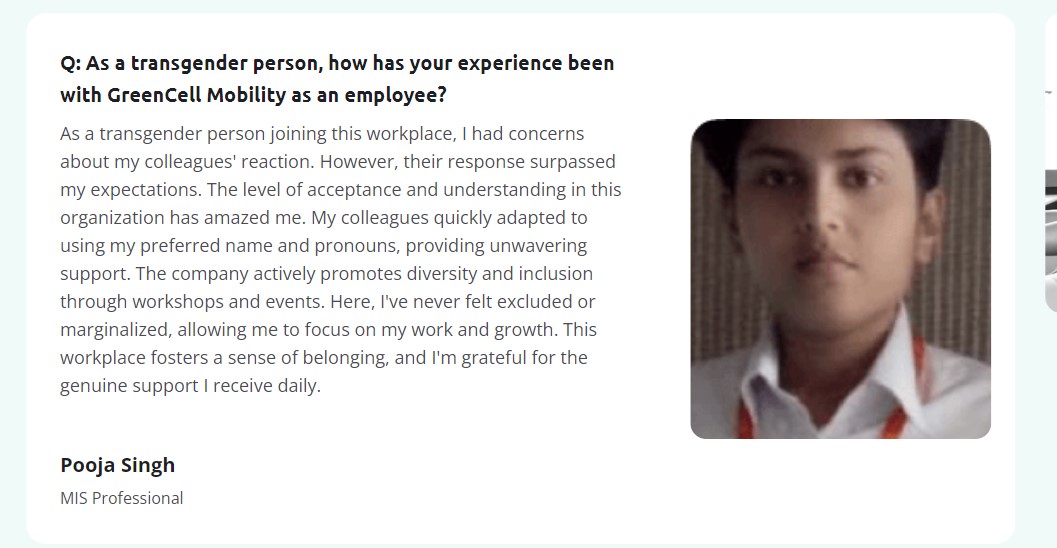 Q: As a transgender person, how has your experience been
with GreenCell Mobility as an employee?
As a transgender person joining this workplace, I had concerns
about my colleagues' reaction. However, their response surpassed
my expectations. The level of acceptance and understanding in this
organization has amazed me. My colleagues quickly adapted to
using my preferred name and pronouns, providing unwavering
support. The company actively promotes diversity and inclusion
through workshops and events. Here, I've never felt excluded or
marginalized, allowing me to focus on my work and growth. This
workplace fosters a sense of belonging, and I'm grateful for the
genuine support I receive daily.
Pooja Singh
MIS Professional